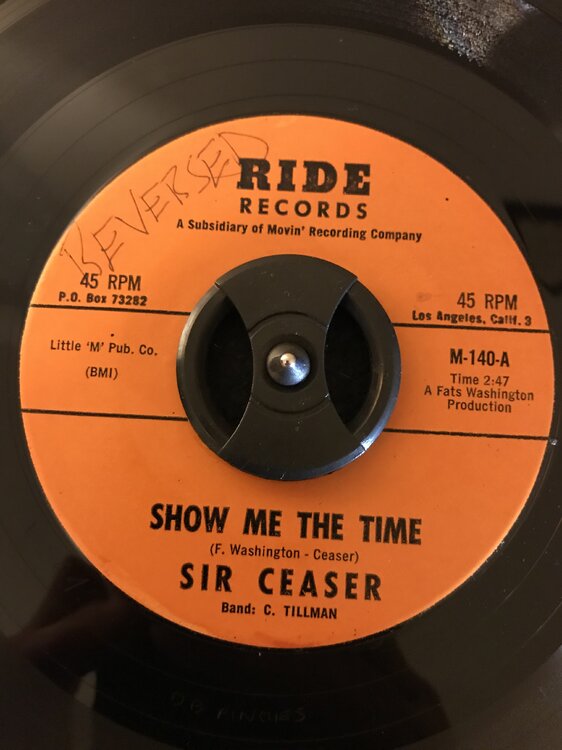 REVERSED
RIDE
RECORDS
A Subsidiary of Movin' Recording Company
45 RPM
P.O. Box 73282
45 RPM
Los Angeles, Calif. 3
Little 'M' Pub. Co.
(BMI)
M-140-A
Time 2:47
A Fats Washington
Production
SHOW ME THE TIME
(F. Washington - Ceaser)
SIR CEASER
Band: C. TILLMAN